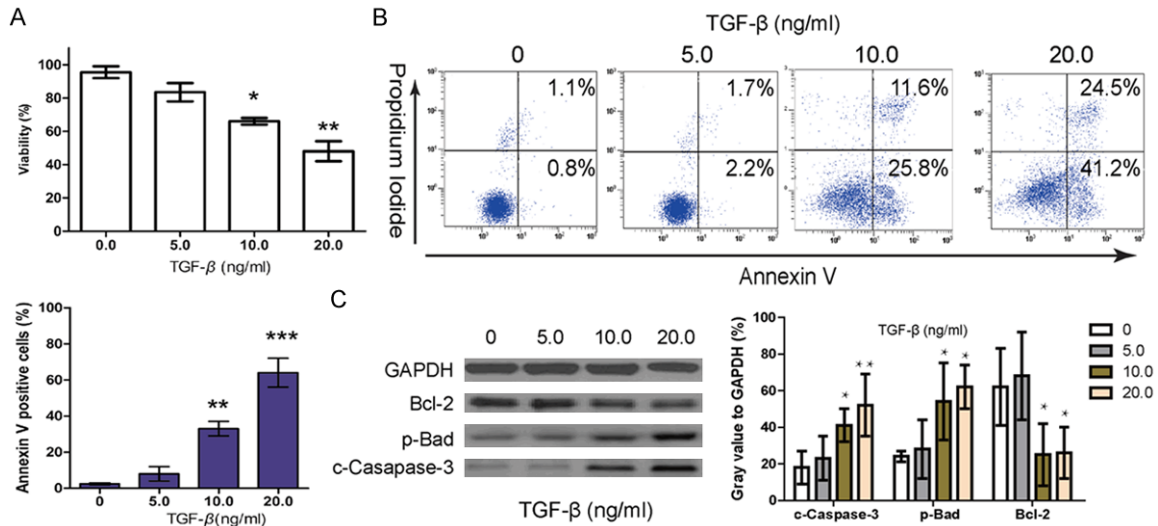 A
Viability (%)
100
80
60
40
20
0
*
**
0.0 5.0 10.0 20.0
TGF-β (ng/ml)
Annexin V positive cells (%)
100
80
60
40
20
0
**
***
0 5.0 10.0 20.0
TGF-β(ng/ml)
B
TGF-β (ng/ml)
0 5.0 10.0 20.0
Propidium Iodide
1.1% 1.7% 11.6% 24.5%
0.8% 2.2% 25.8% 41.2%
Annexin V
C
0 5.0 10.0 20.0
GAPDH
Bcl-2
p-Bad
c-Casapase-3
TGF-β (ng/ml)
Gray value to GAPDH (%)
100
80
60
40
20
0
TGF-β (ng/ml)
* ** * * * *
c-Caspase-3 p-Bad Bcl-2
0
5.0
10.0
20.0